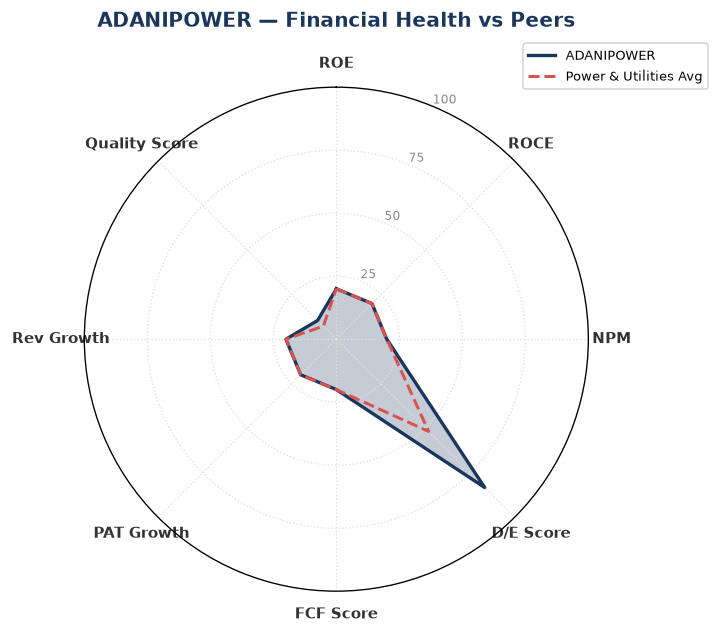 ADANIPOWER — Financial Health vs Peers
ADANIPOWER
Power & Utilities Avg
ROE
100
Quality Score
ROCE
75
50
25
Rev Growth
NPM
PAT Growth
D/E Score
FCF Score